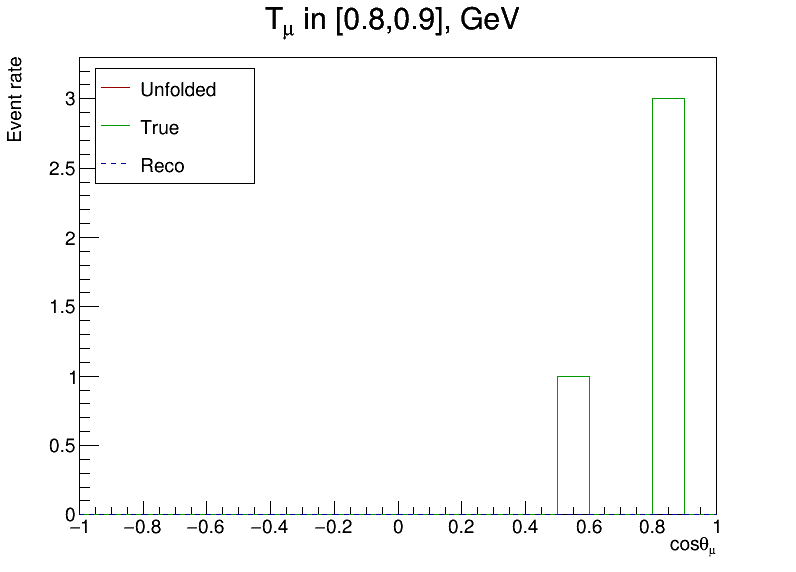 T_μ in [0.8,0.9], GeV
Event rate
Unfolded
True
Reco
3
2.5
2
1.5
1
0.5
0
−1 −0.8 −0.6 −0.4 −0.2 0 0.2 0.4 0.6 0.8 1
cosθ_μ